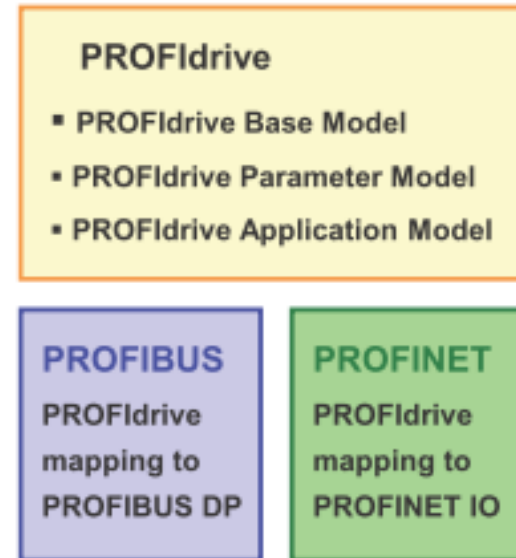 PROFIdrive
▪ PROFIdrive Base Model
▪ PROFIdrive Parameter Model
▪ PROFIdrive Application Model
PROFIBUS
PROFIdrive
mapping to
PROFIBUS DP
PROFINET
PROFIdrive
mapping to
PROFINET IO